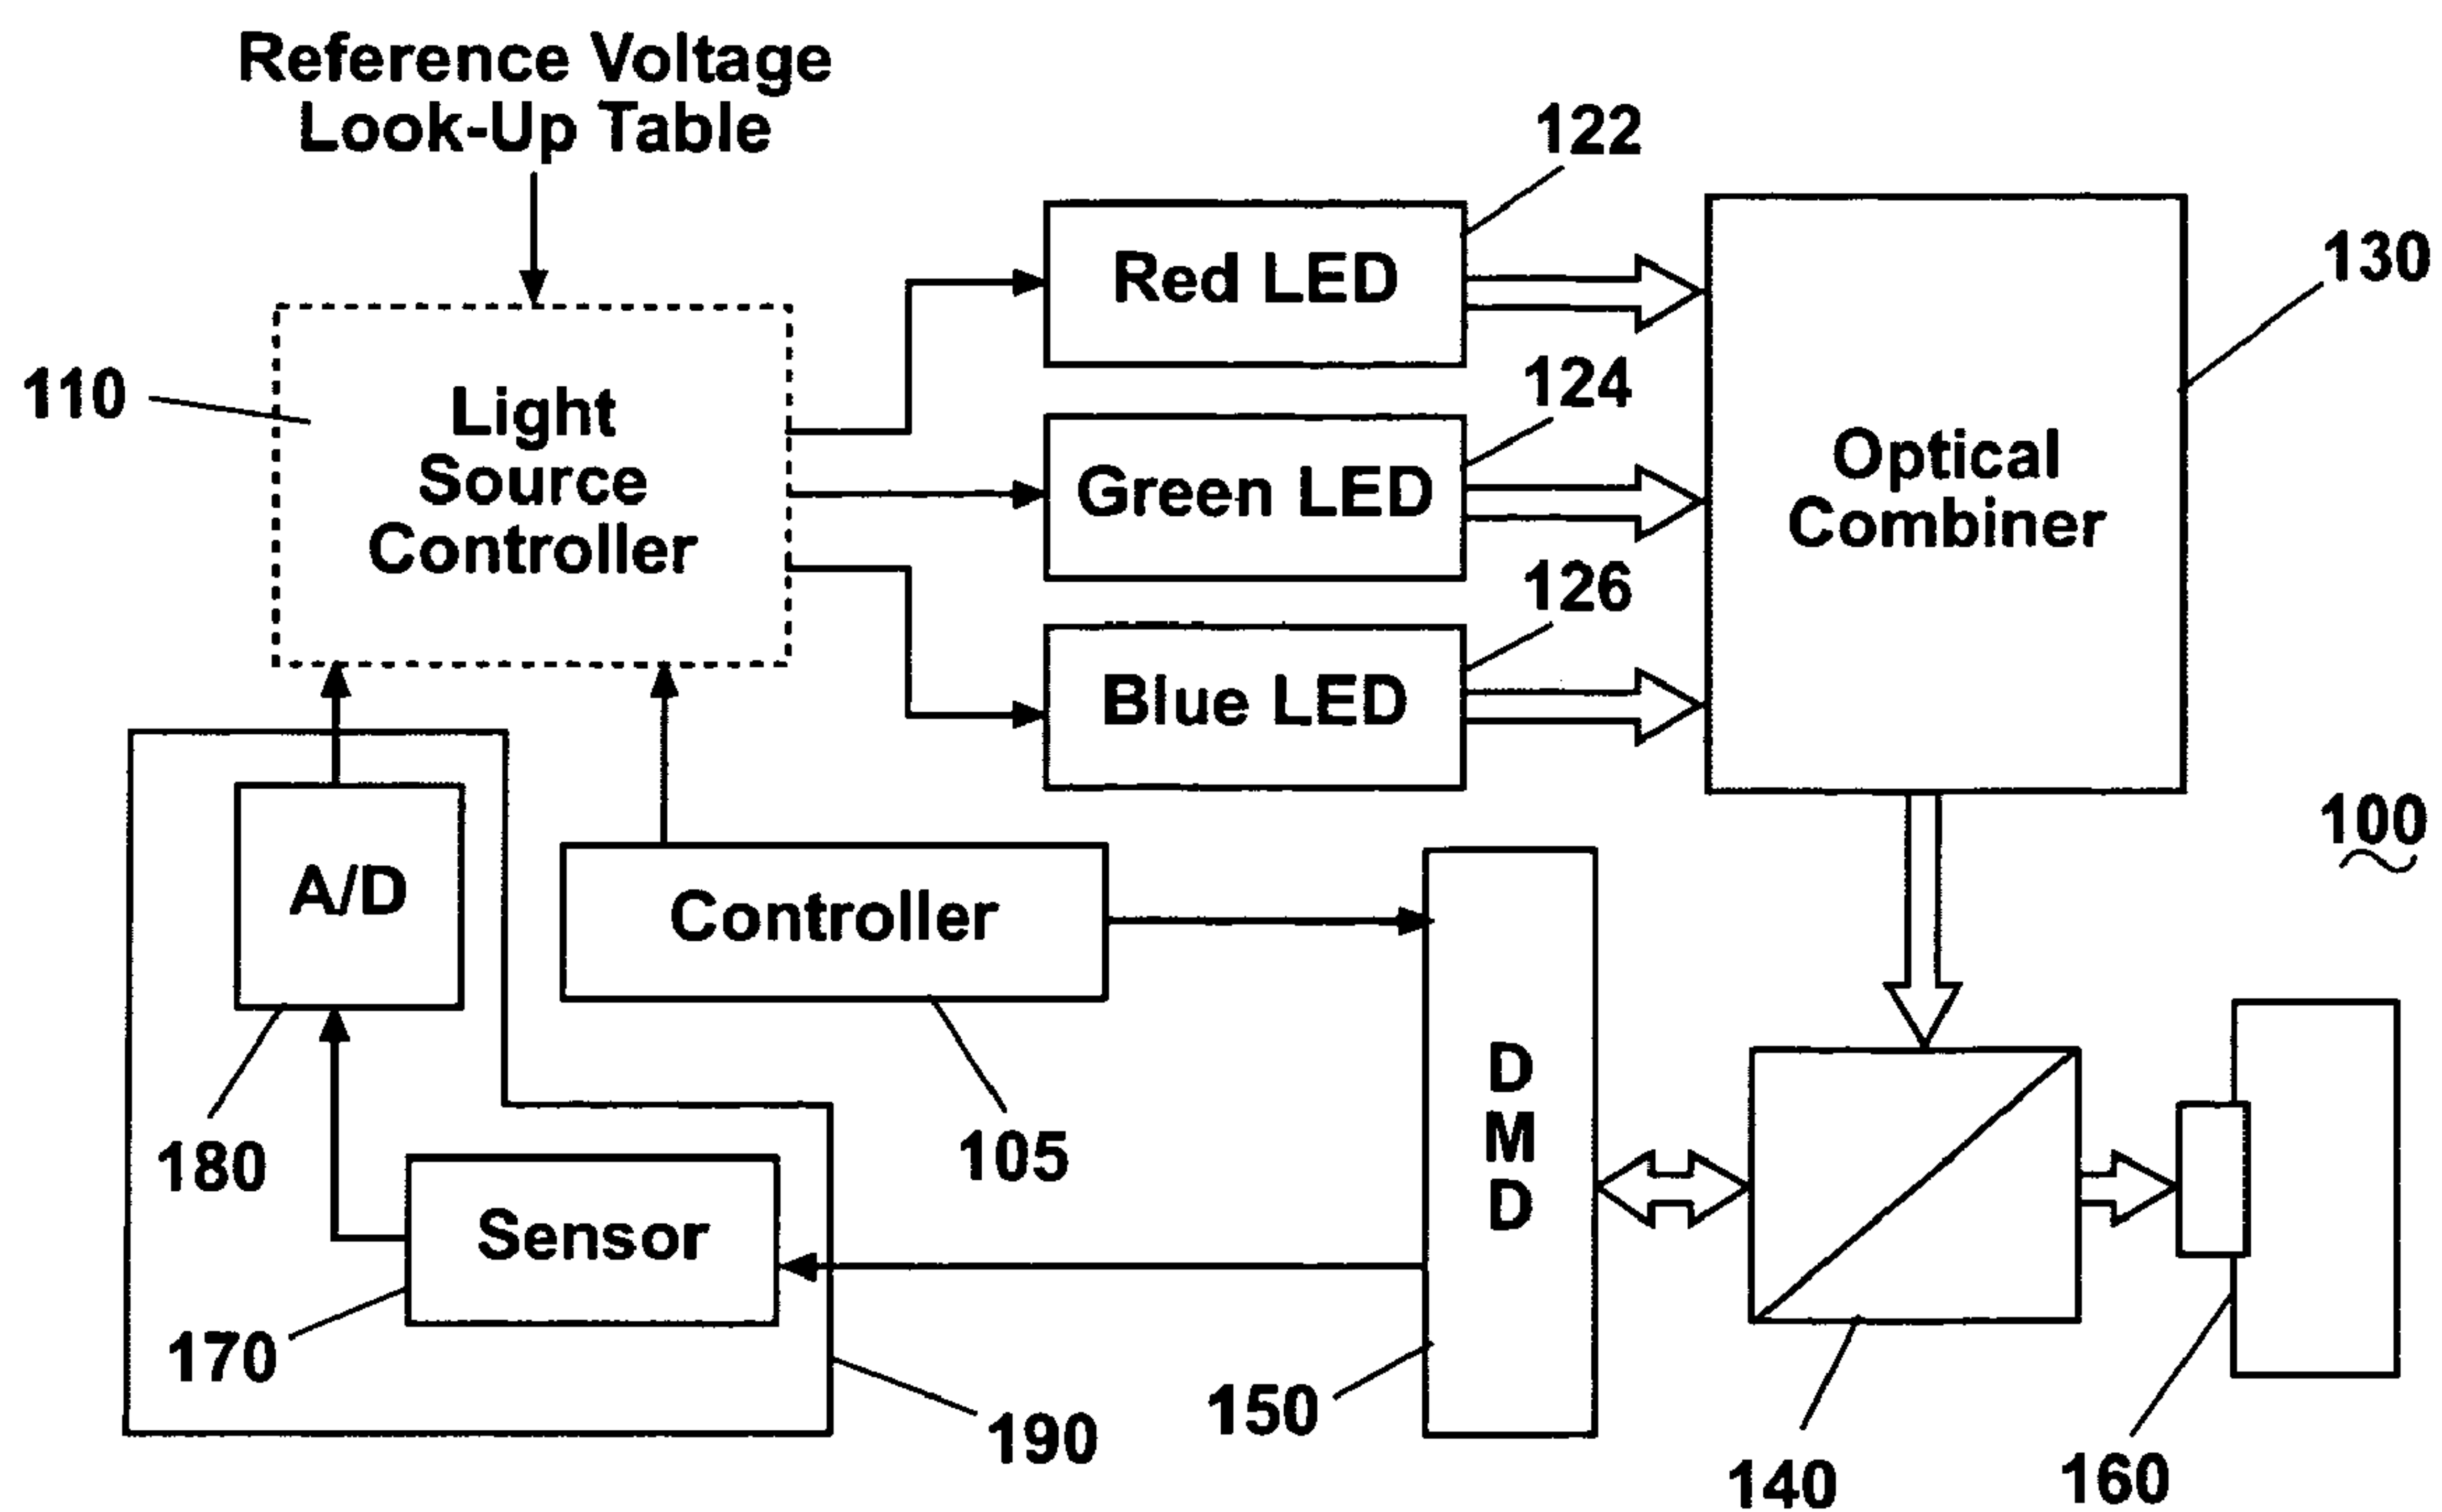 Reference Voltage
Look-Up Table
122
Red LED
130
110
Light
Source
Controller
124
Green LED
Optical
Combiner
126
Blue LED
100
A/D
Controller
D
M
D
180
105
Sensor
170
150
190
140
160